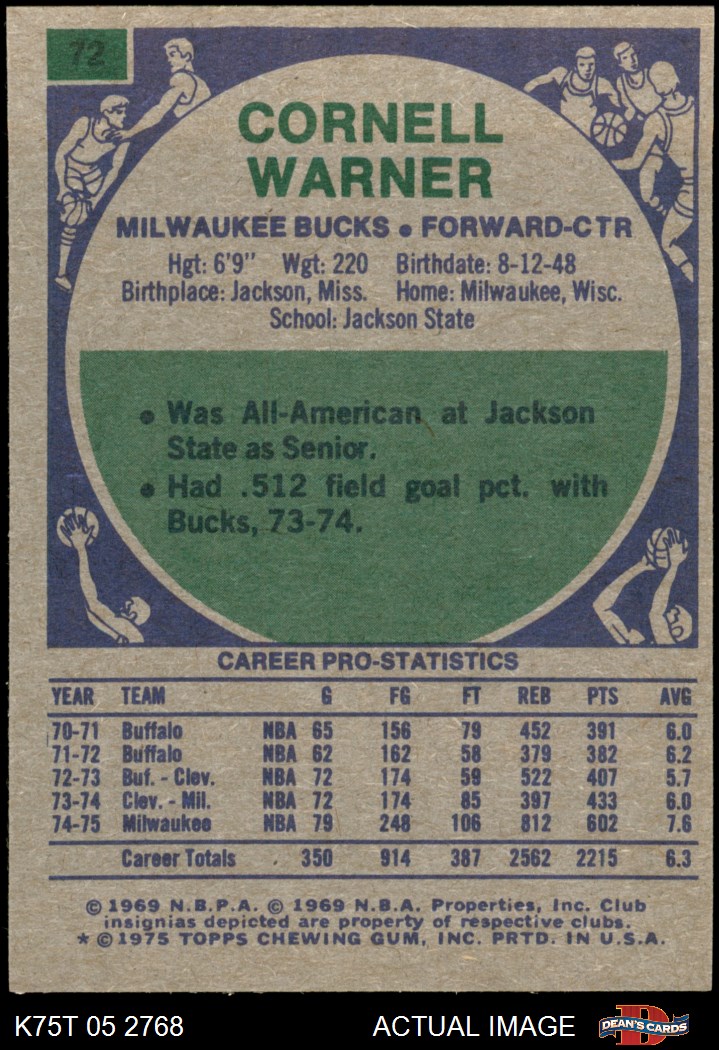 72
CORNELL
WARNER
MILWAUKEE BUCKS • FORWARD-CTR
Hgt: 6'9" Wgt: 220 Birthdate: 8-12-48
Birthplace: Jackson, Miss. Home: Milwaukee, Wisc.
School: Jackson State
• Was All-American at Jackson
State as Senior.
• Had .512 field goal pct. with
Bucks, 73-74.
CAREER PRO-STATISTICS
YEAR TEAM G FG FT REB PTS AVG
70-71 Buffalo NBA 65 156 79 452 391 6.0
71-72 Buffalo NBA 62 162 58 379 382 6.2
72-73 Buf. - Clev. NBA 72 174 59 522 407 5.7
73-74 Clev. - Mil. NBA 72 174 85 397 433 6.0
74-75 Milwaukee NBA 79 248 106 812 602 7.6
Career Totals 350 914 387 2562 2215 6.3
© 1969 N.B.P.A. © 1969 N.B.A. Properties, Inc. Club
insignias depicted are property of respective clubs.
* © 1975 TOPPS CHEWING GUM, INC. PRTD. IN U.S.A.
K75T 05 2768 ACTUAL IMAGE DEAN'S CARDS